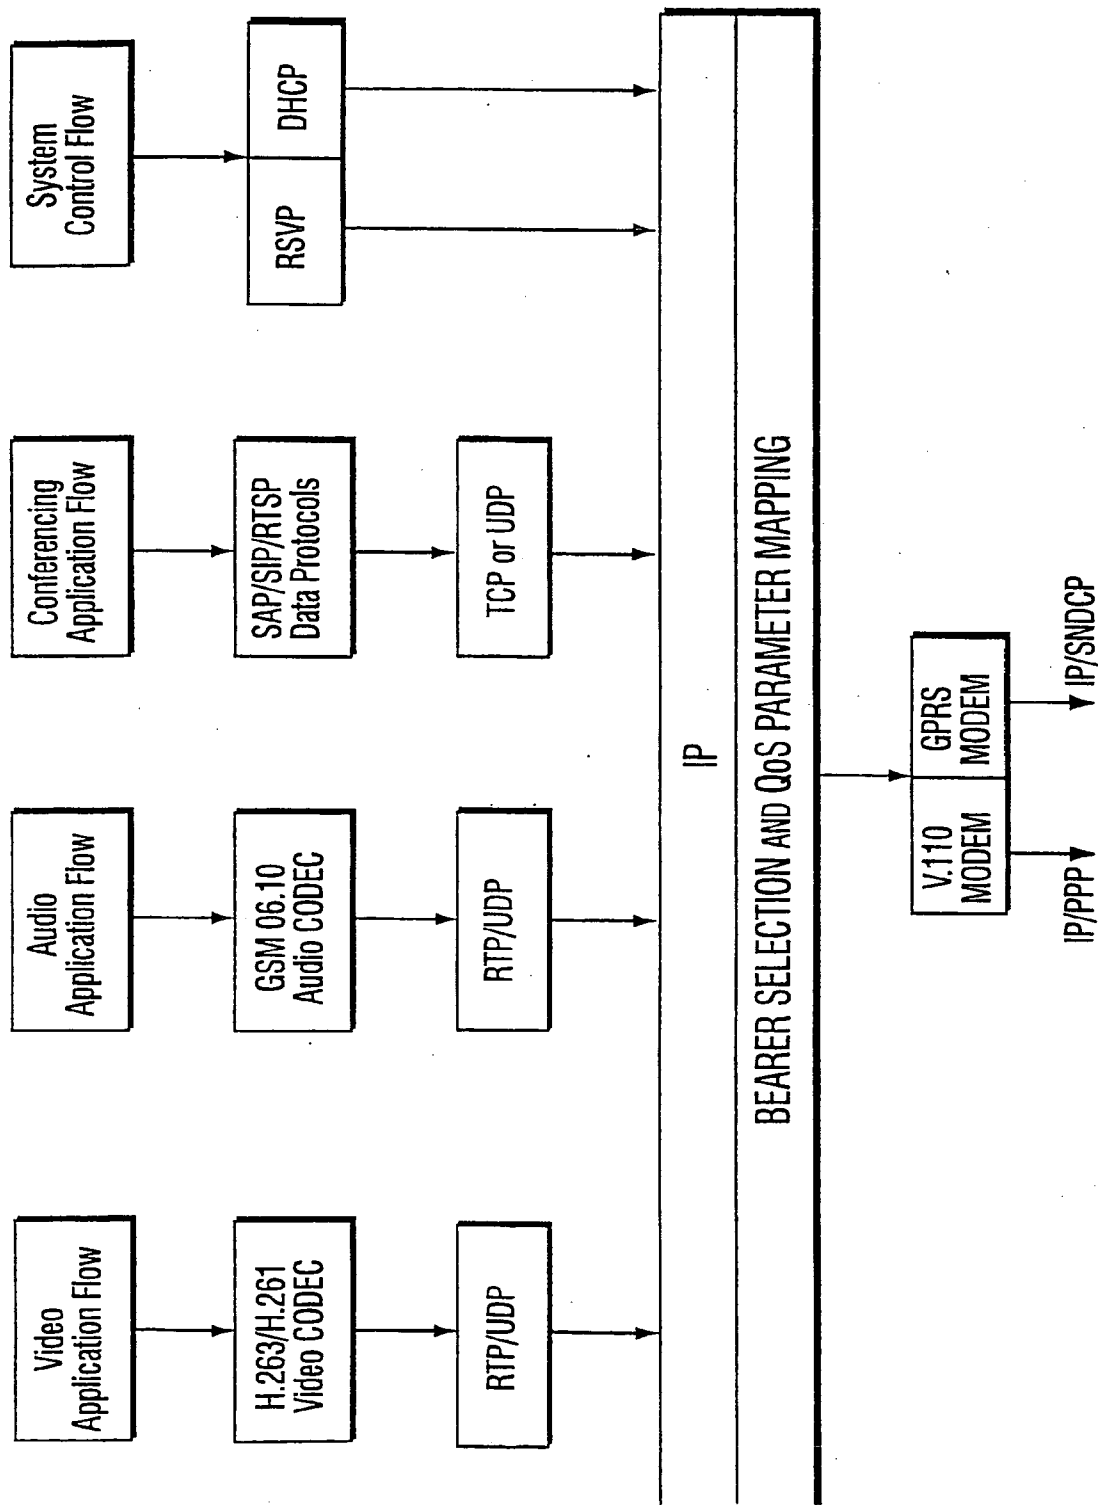 Video
Application Flow
H.263/H.261
Video CODEC
RTP/UDP
Audio
Application Flow
GSM 06.10
Audio CODEC
RTP/UDP
Conferencing
Application Flow
SAP/SIP/RTSP
Data Protocols
TCP or UDP
System
Control Flow
RSVP
DHCP
IP
BEARER SELECTION AND QoS PARAMETER MAPPING
V.110
MODEM
GPRS
MODEM
IP/PPP
IP/SNDCP